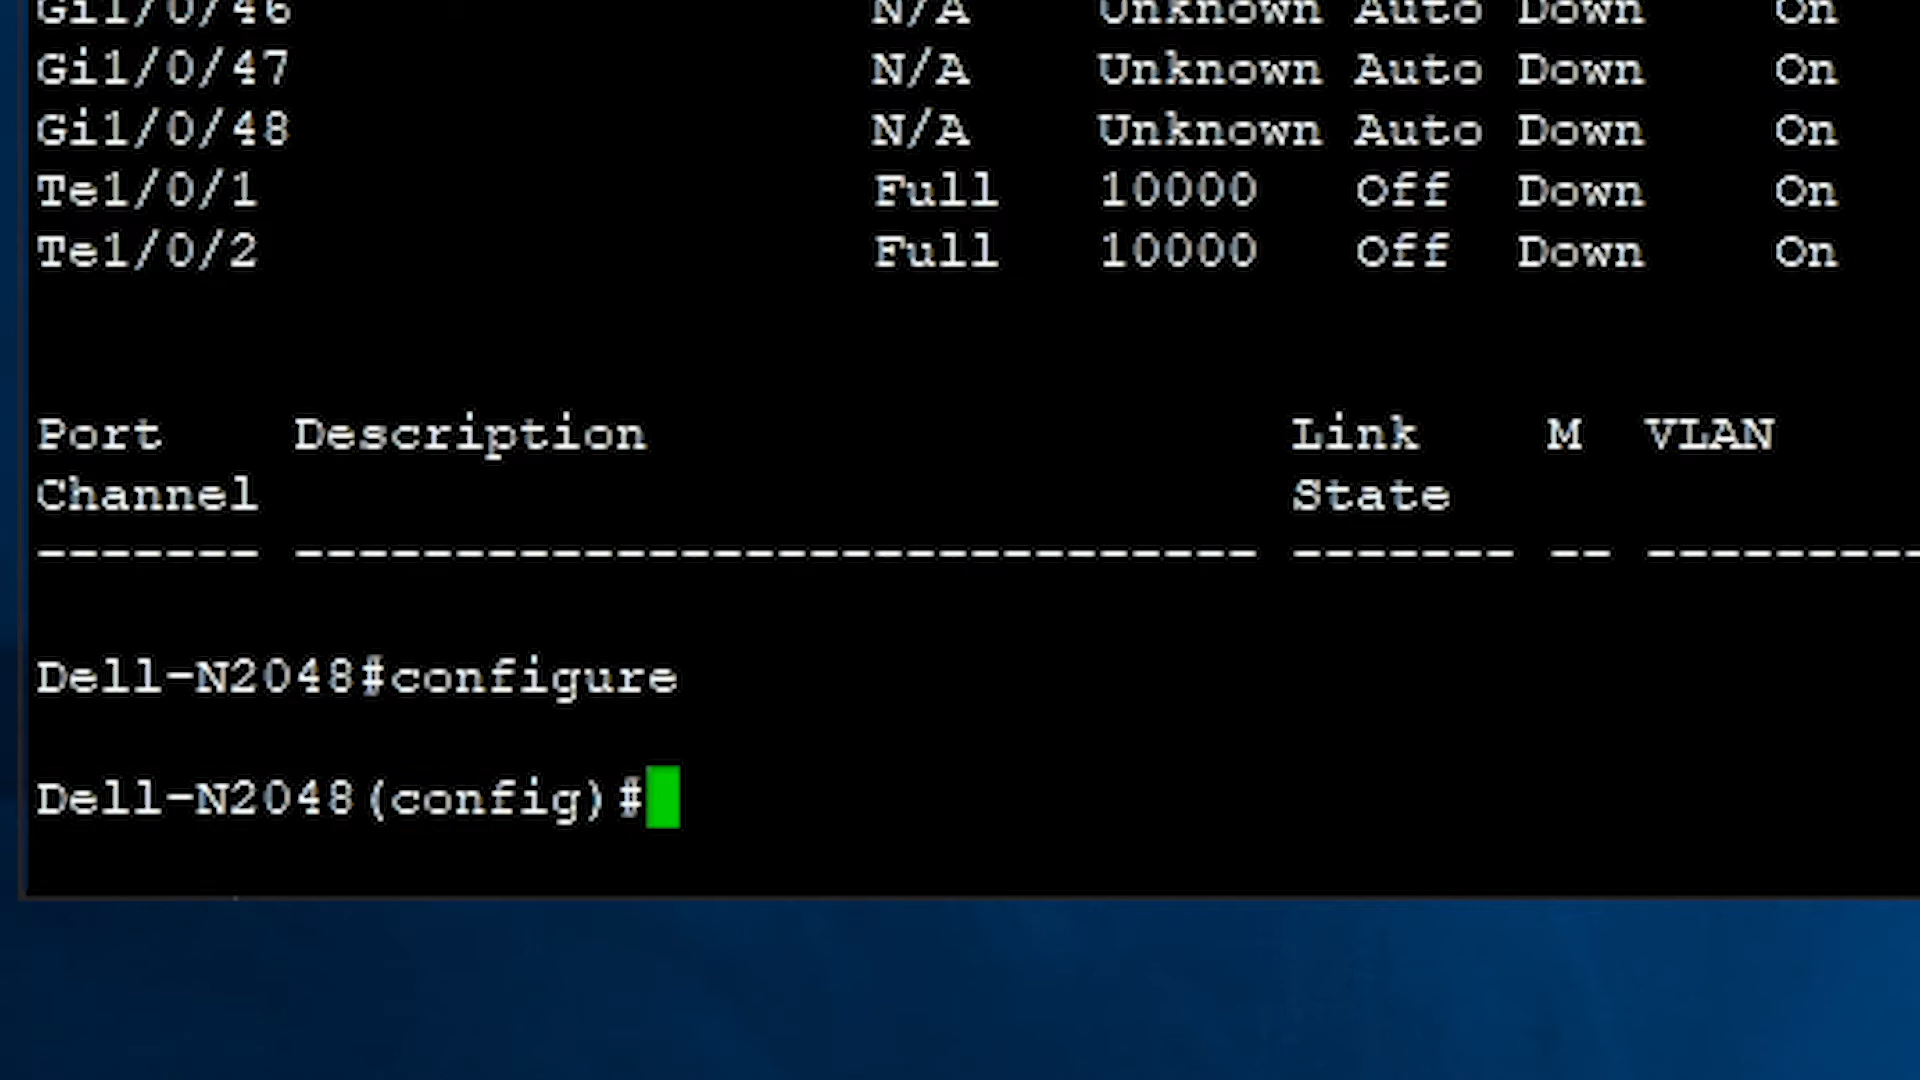 Gi1/0/46 N/A Unknown Auto Down On
Gi1/0/47 N/A Unknown Auto Down On
Gi1/0/48 N/A Unknown Auto Down On
Te1/0/1 Full 10000 Off Down On
Te1/0/2 Full 10000 Off Down On
Port Description Link M VLAN
Channel State
------- ------------------------------ ------- -- ---------
Dell-N2048#configure
Dell-N2048(config)#